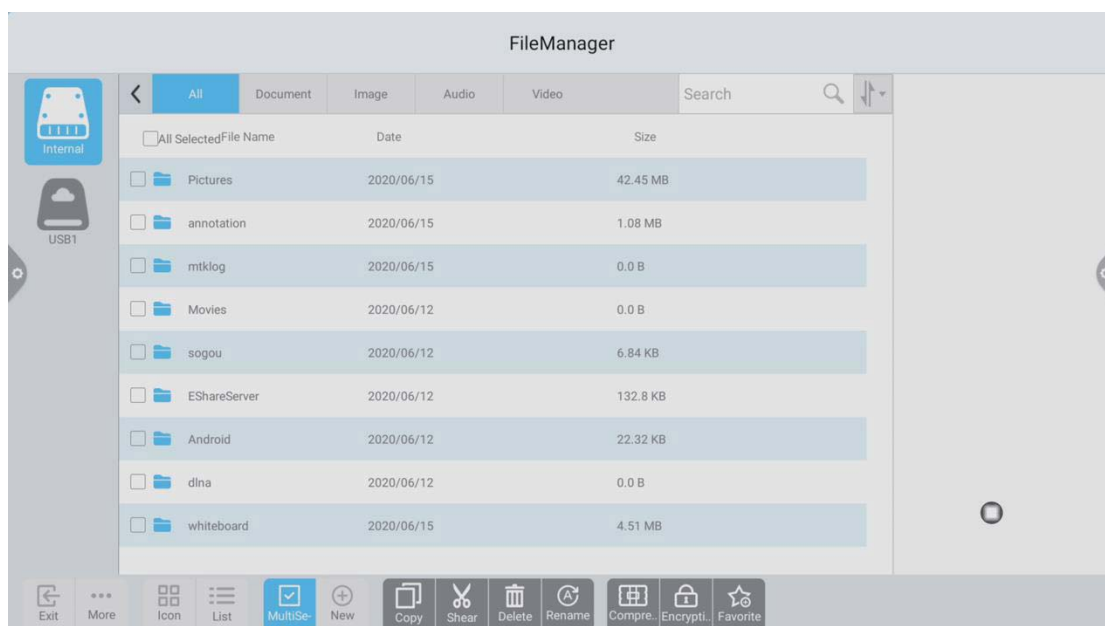 FileManager
Internal
USB1
All Document Image Audio Video Search
All Selected File Name Date Size
Pictures 2020/06/15 42.45 MB
annotation 2020/06/15 1.08 MB
mtklog 2020/06/15 0.0 B
Movies 2020/06/12 0.0 B
sogou 2020/06/12 6.84 KB
EShareServer 2020/06/12 132.8 KB
Android 2020/06/12 22.32 KB
dlna 2020/06/12 0.0 B
whiteboard 2020/06/15 4.51 MB
Exit More Icon List MultiSe- New Copy Shear Delete Rename Compre.. Encrypti.. Favorite